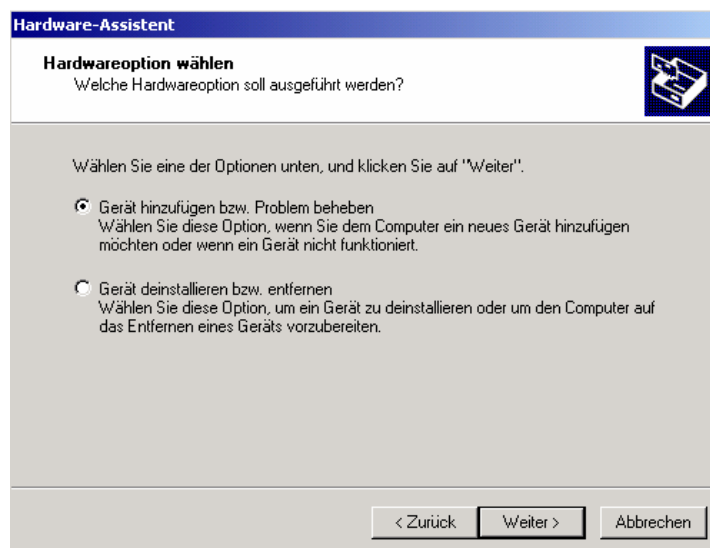 Hardware-Assistent
Hardwareoption wählen
Welche Hardwareoption soll ausgeführt werden?
Wählen Sie eine der Optionen unten, und klicken Sie auf "Weiter".
Gerät hinzufügen bzw. Problem beheben
Wählen Sie diese Option, wenn Sie dem Computer ein neues Gerät hinzufügen
möchten oder wenn ein Gerät nicht funktioniert.
Gerät deinstallieren bzw. entfernen
Wählen Sie diese Option, um ein Gerät zu deinstallieren oder um den Computer auf
das Entfernen eines Geräts vorzubereiten.
< Zurück Weiter > Abbrechen